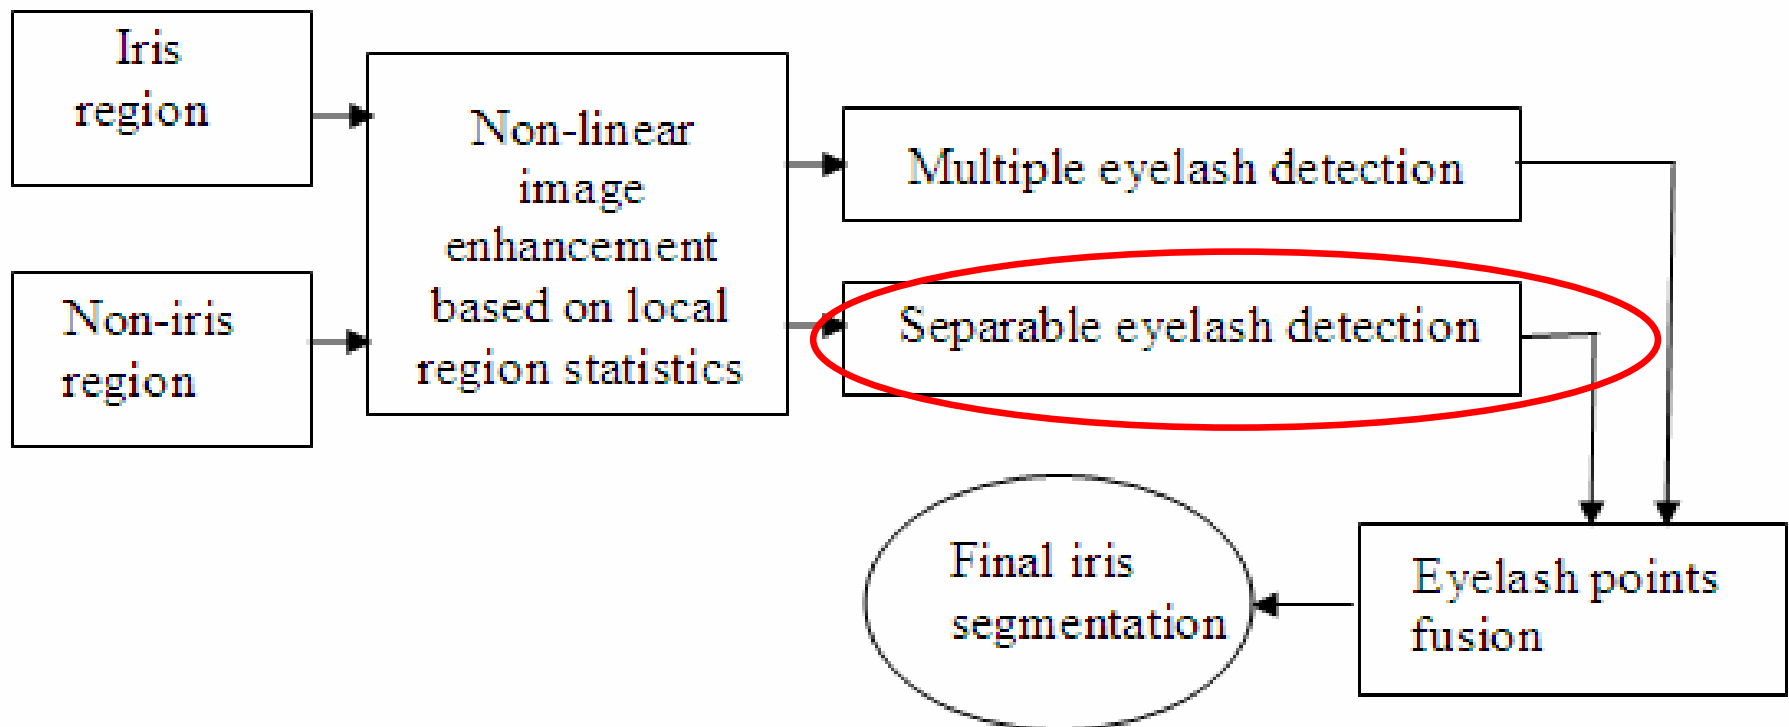 Iris
region
Non-iris
region
Non-linear
image
enhancement
based on local
region statistics
Multiple eyelash detection
Separable eyelash detection
Eyelash points
fusion
Final iris
segmentation